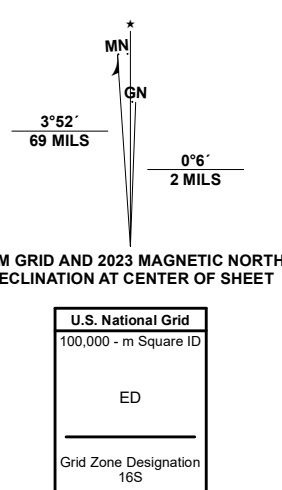 ★
MN
GN
3°52´
69 MILS
0°6´
2 MILS
M GRID AND 2023 MAGNETIC NORTH
ECLINATION AT CENTER OF SHEET
U.S. National Grid
100,000 - m Square ID
ED
Grid Zone Designation
16S